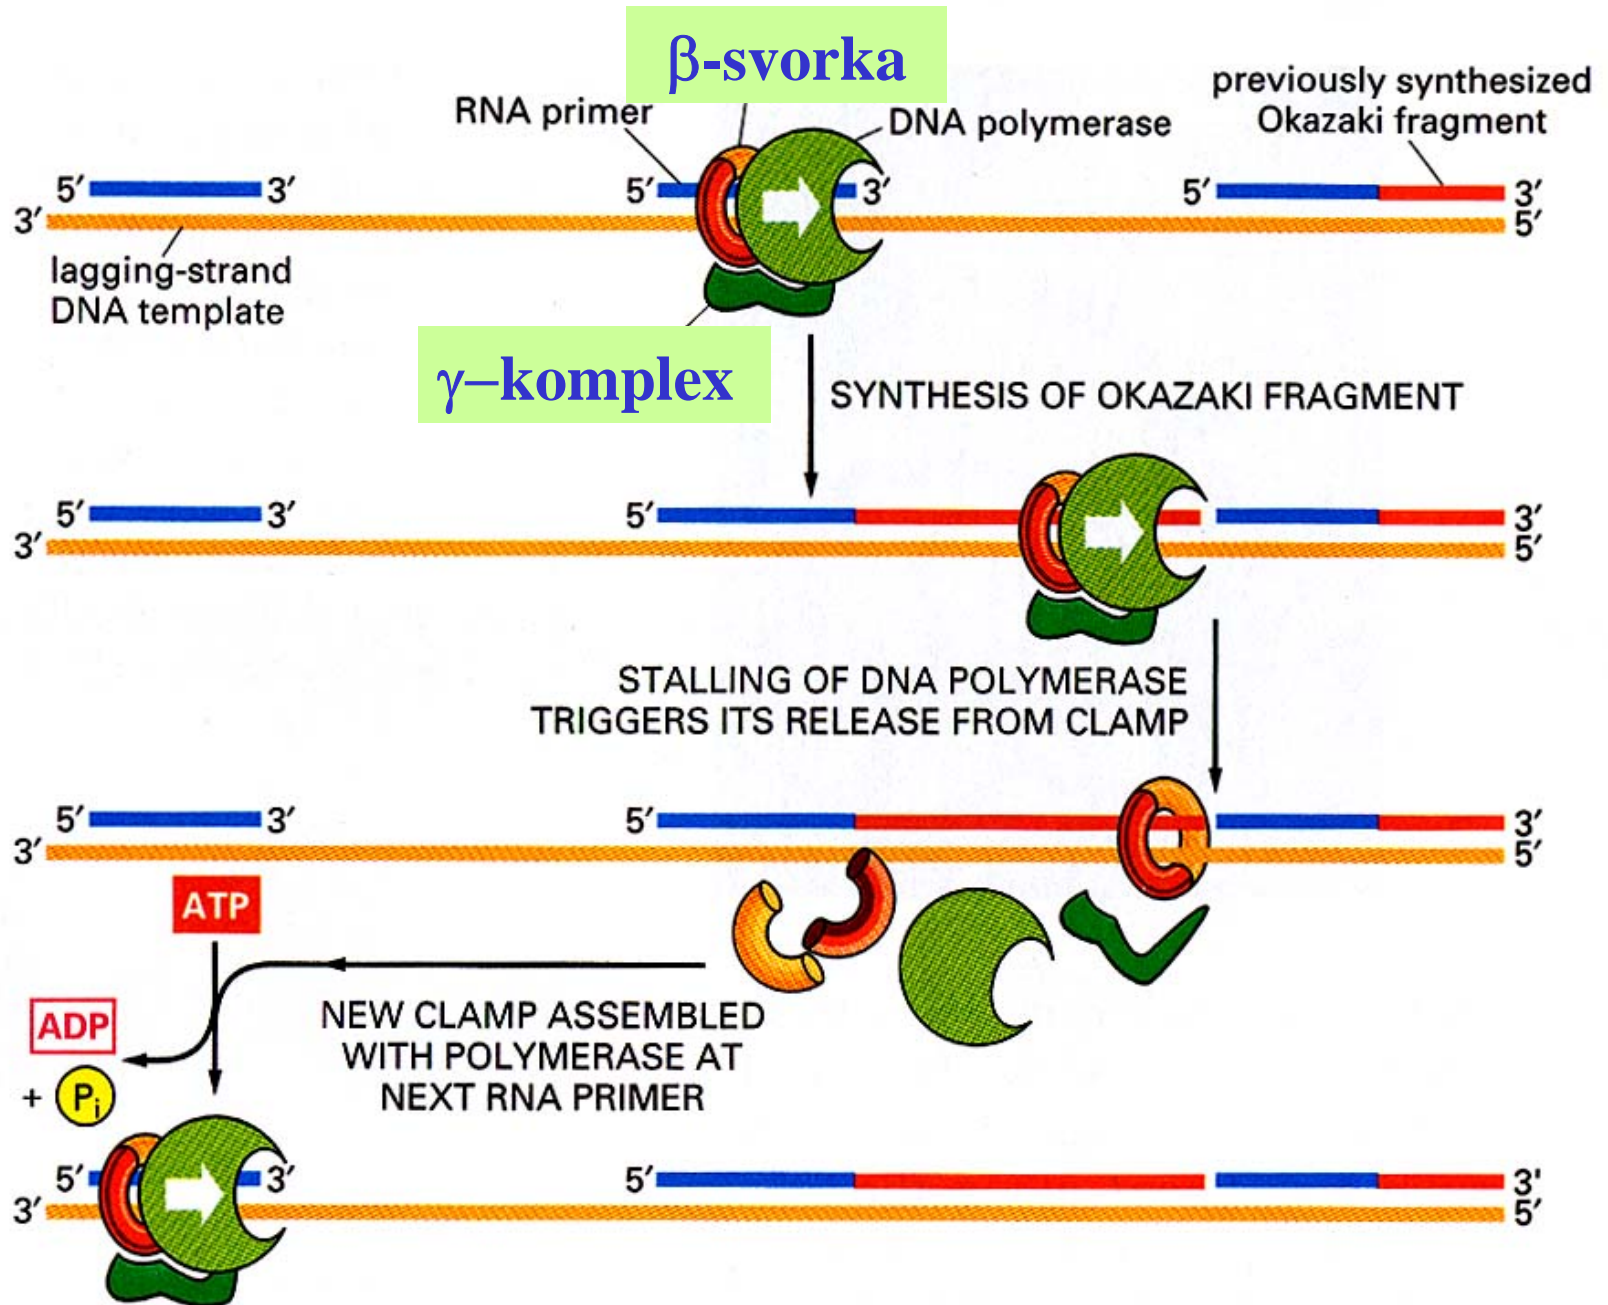 β-svorka
RNA primer
DNA polymerase
previously synthesized
Okazaki fragment
5′ 3′ 5′ 3′ 5′ 3′
3′ 5′
lagging-strand
DNA template
γ–komplex
SYNTHESIS OF OKAZAKI FRAGMENT
5′ 3′ 5′ 3′
3′ 5′
STALLING OF DNA POLYMERASE
TRIGGERS ITS RELEASE FROM CLAMP
5′ 3′ 5′ 3′
3′ 5′
ATP
ADP
+ Pi
NEW CLAMP ASSEMBLED
WITH POLYMERASE AT
NEXT RNA PRIMER
5′ 3′ 5′ 3'
3′ 5′